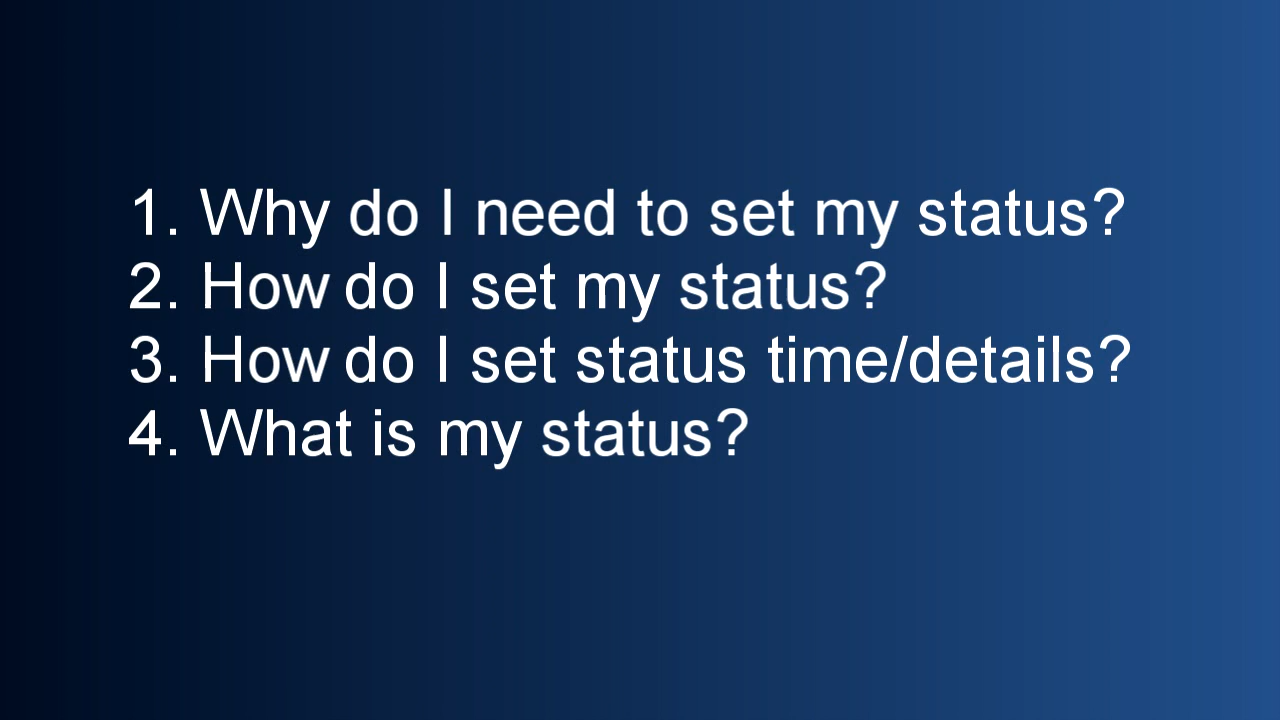 1. Why do I need to set my status?
2. How do I set my status?
3. How do I set status time/details?
4. What is my status?